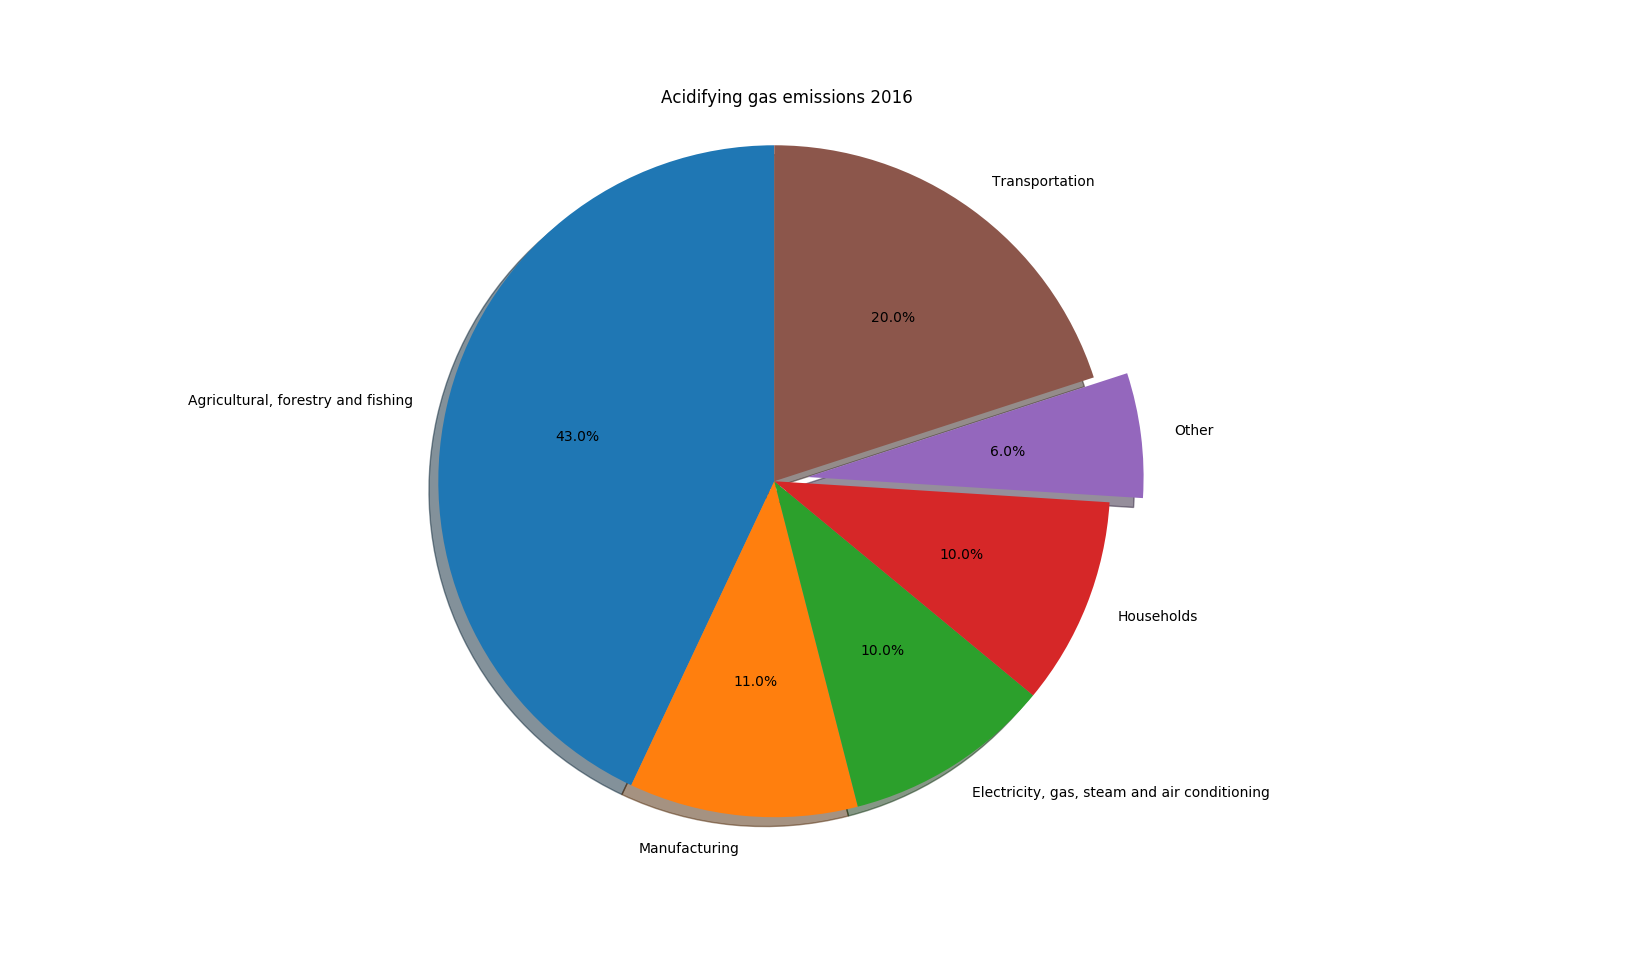 Acidifying gas emissions 2016
Transportation
20.0%
Agricultural, forestry and fishing
43.0%
Other
6.0%
10.0%
Households
10.0%
11.0%
Electricity, gas, steam and air conditioning
Manufacturing